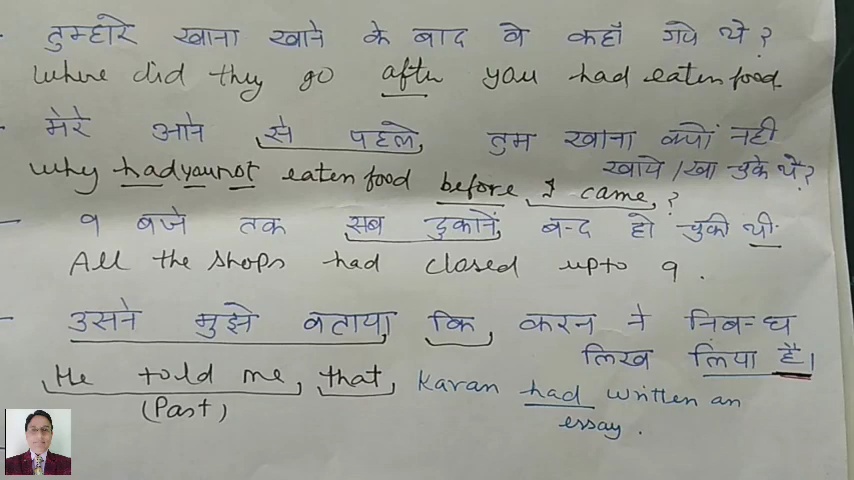 तुम्हारे खाना खाने के बाद वे कहाँ गये थे?
Where did they go after you had eaten food
मेरे आने से पहले, तुम खाना क्यों नही
खाये / खा चुके थे?
Why had you not eaten food before I came, ?
9 बजे तक सब दुकानें बन्द हो चुकी थी
All the shops had closed upto 9.
उसने मुझे बताया कि, करन ने निबन्ध
लिख लिया है।
He told me, that, Karan had written an
(Past)
essay.